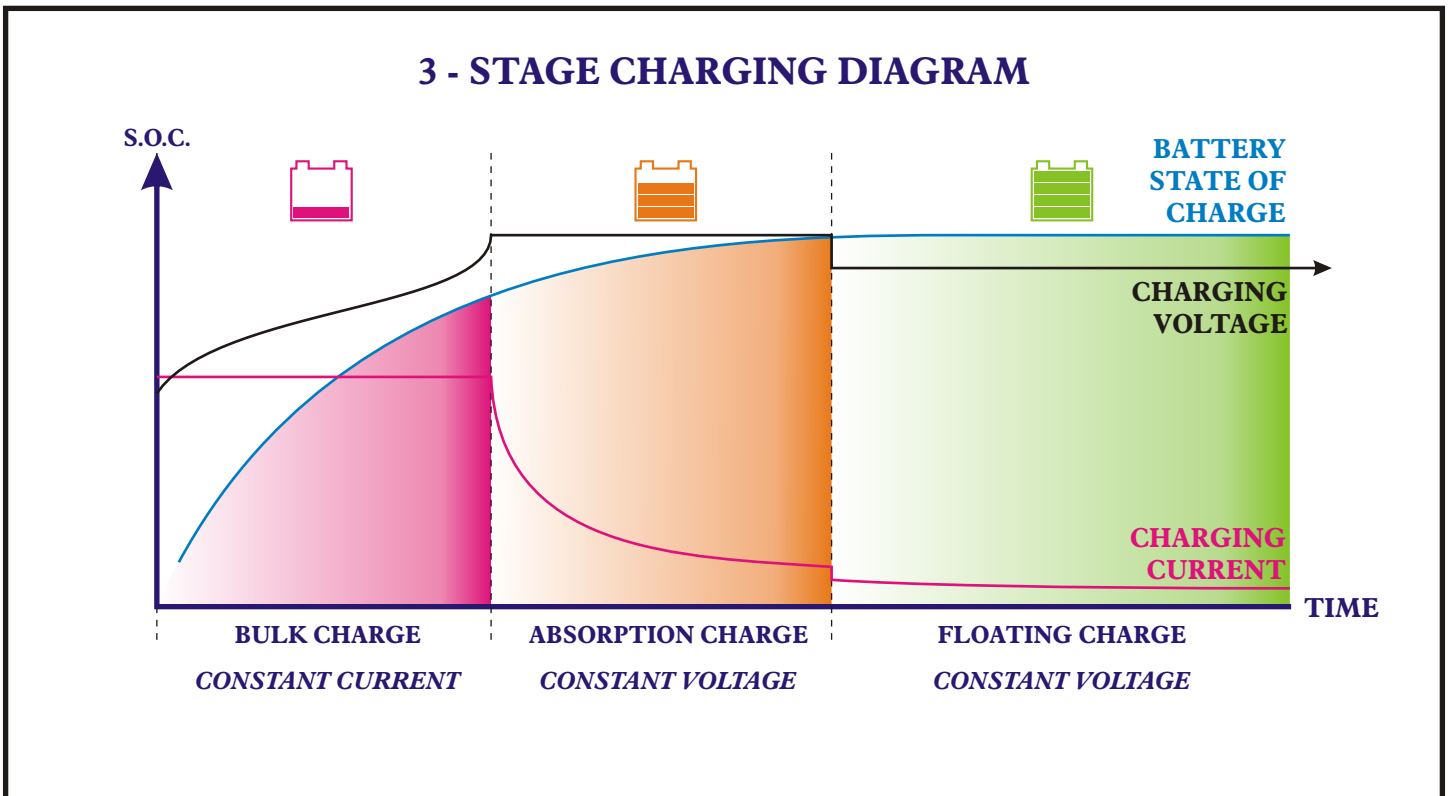 3 - STAGE CHARGING DIAGRAM
S.O.C.
BATTERY
STATE OF
CHARGE
CHARGING
VOLTAGE
CHARGING
CURRENT
TIME
BULK CHARGE
ABSORPTION CHARGE
FLOATING CHARGE
CONSTANT CURRENT
CONSTANT VOLTAGE
CONSTANT VOLTAGE